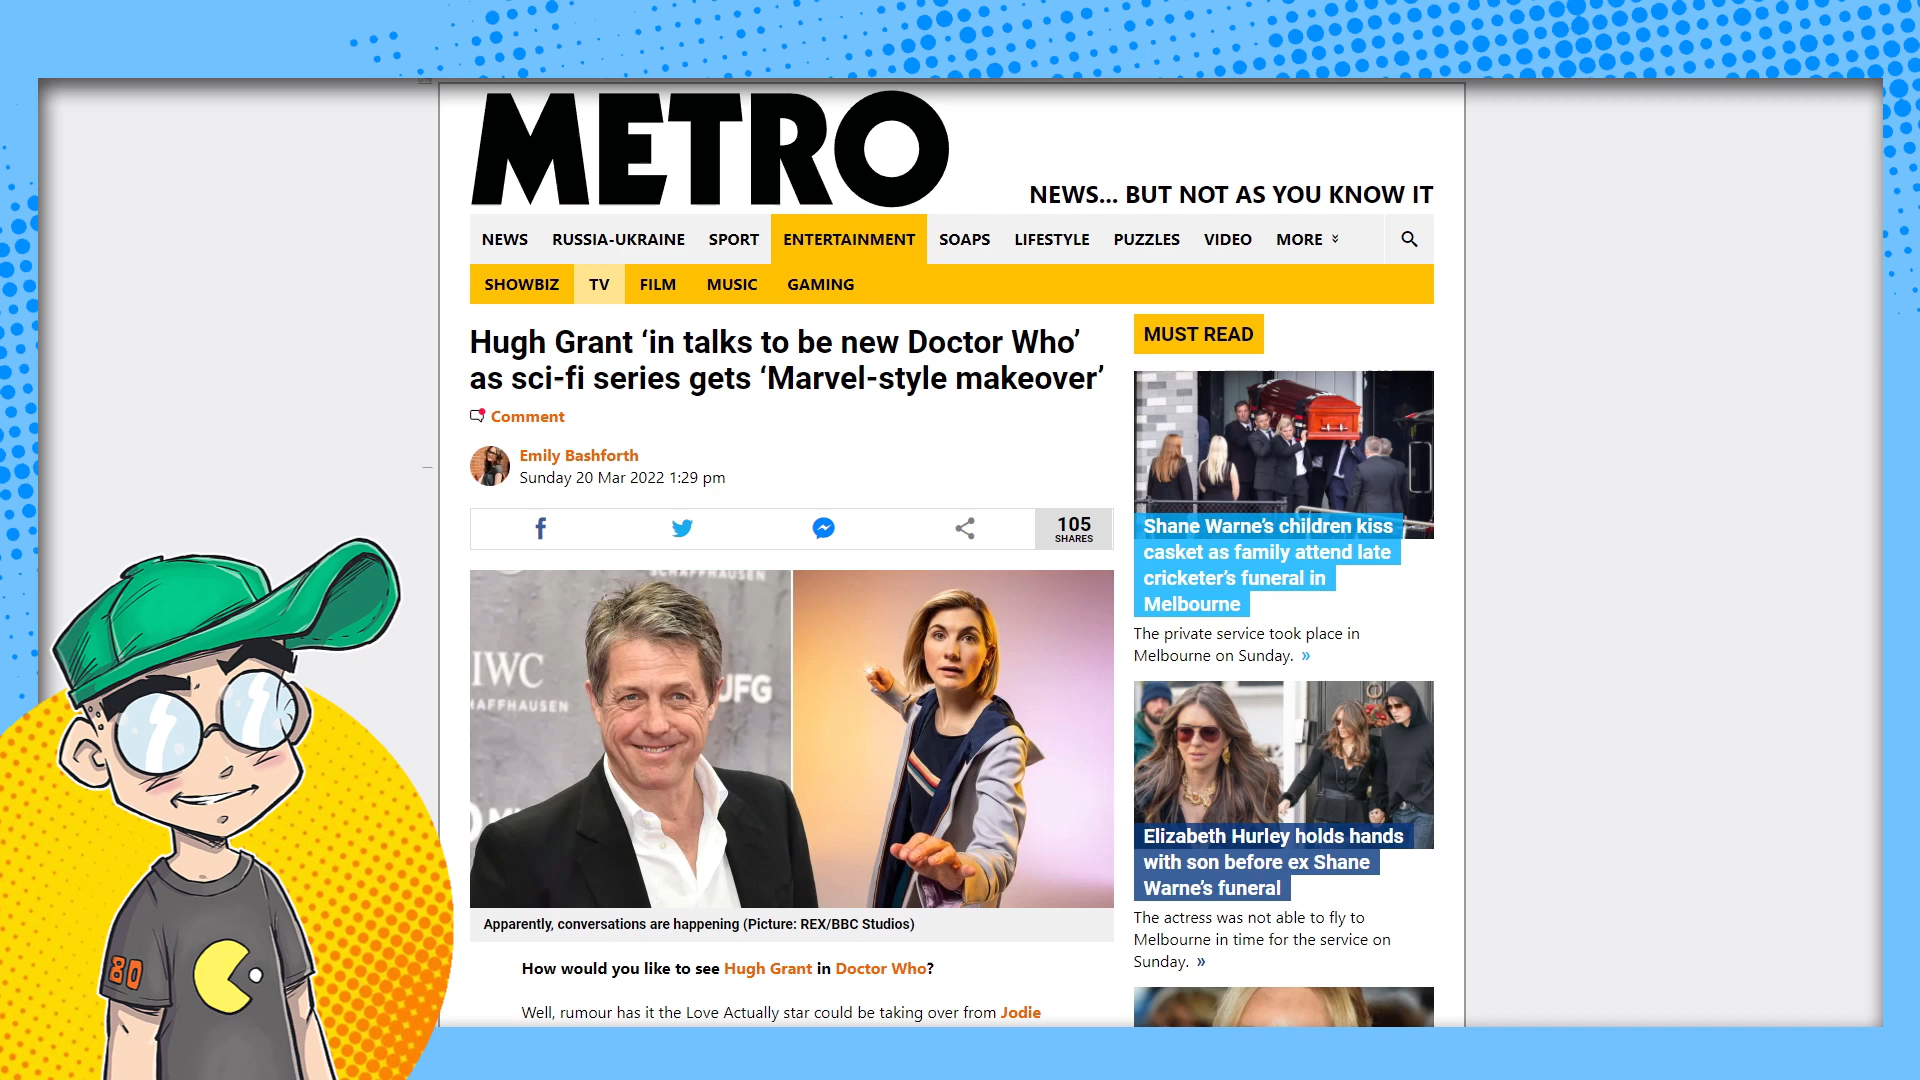 METRO
NEWS... BUT NOT AS YOU KNOW IT
NEWS RUSSIA-UKRAINE SPORT ENTERTAINMENT SOAPS LIFESTYLE PUZZLES VIDEO MORE
SHOWBIZ TV FILM MUSIC GAMING
Hugh Grant ‘in talks to be new Doctor Who’
as sci-fi series gets ‘Marvel-style makeover’
Comment
Emily Bashforth
Sunday 20 Mar 2022 1:29 pm
105
SHARES
SCHAFFHAUSEN
IWC
HAFFHAUSEN
UFG
Apparently, conversations are happening (Picture: REX/BBC Studios)
How would you like to see Hugh Grant in Doctor Who?
Well, rumour has it the Love Actually star could be taking over from Jodie
MUST READ
Shane Warne’s children kiss
casket as family attend late
cricketer’s funeral in
Melbourne
The private service took place in
Melbourne on Sunday. »
Elizabeth Hurley holds hands
with son before ex Shane
Warne’s funeral
The actress was not able to fly to
Melbourne in time for the service on
Sunday. »
80